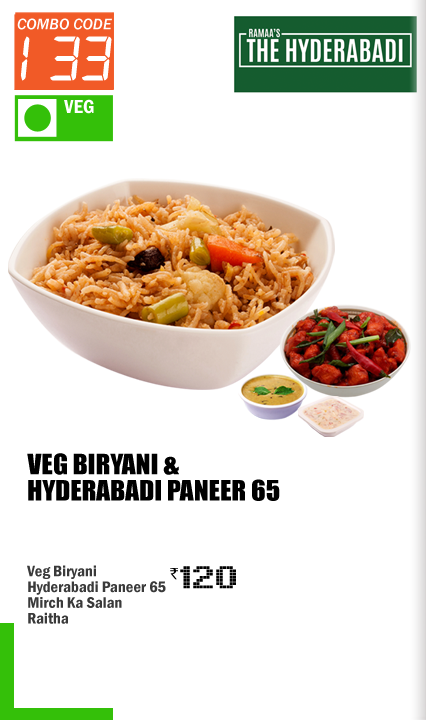 COMBO CODE
133
VEG
RAMAA'S
THE HYDERABADI
VEG BIRYANI &
HYDERABADI PANEER 65
Veg Biryani
Hyderabadi Paneer 65
Mirch Ka Salan
Raitha
₹120